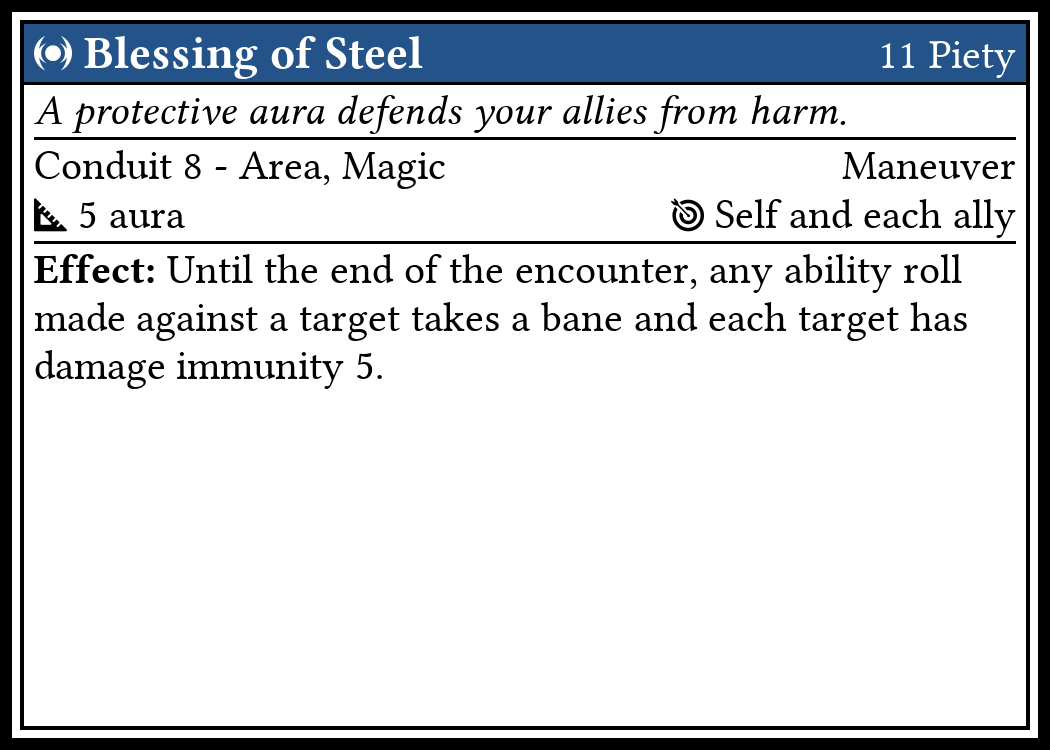 Blessing of Steel 11 Piety
A protective aura defends your allies from harm.
Conduit 8 - Area, Magic Maneuver
5 aura Self and each ally
Effect: Until the end of the encounter, any ability roll
made against a target takes a bane and each target has
damage immunity 5.